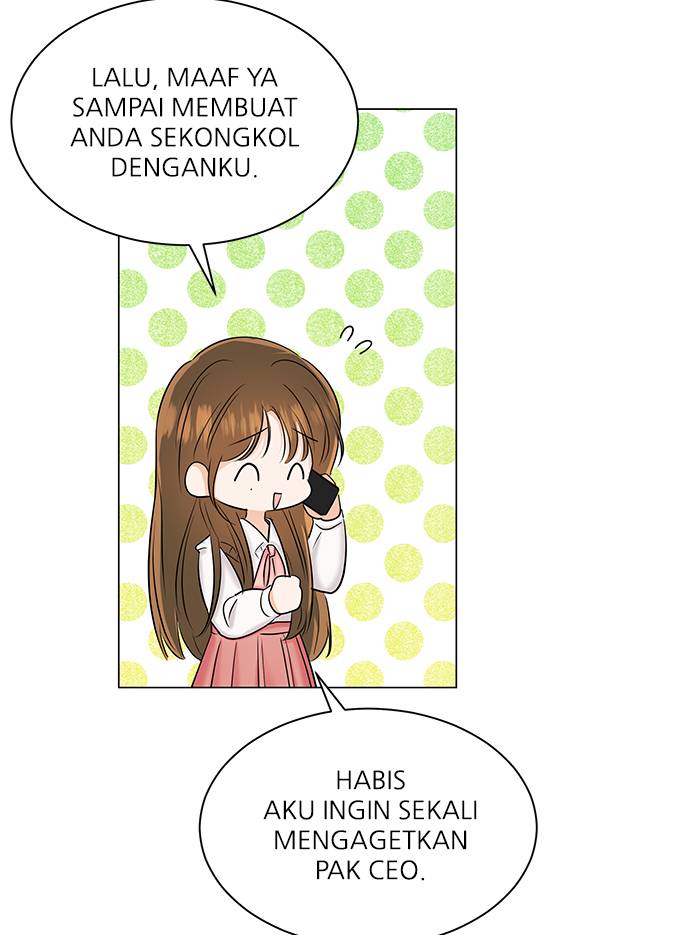 LALU, MAAF YA
SAMPAI MEMBUAT
ANDA SEKONGKOL
DENGANKU.
HABIS
AKU INGIN SEKALI
MENGAGETKAN
PAK CEO.